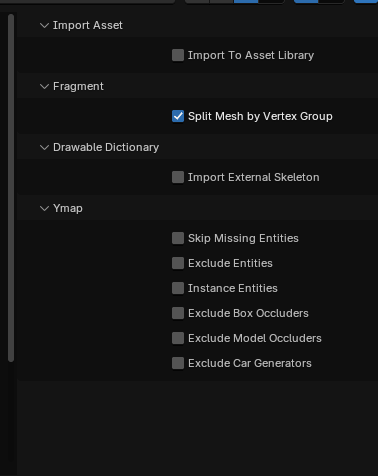 Import Asset
Import To Asset Library
Fragment
Split Mesh by Vertex Group
Drawable Dictionary
Import External Skeleton
Ymap
Skip Missing Entities
Exclude Entities
Instance Entities
Exclude Box Occluders
Exclude Model Occluders
Exclude Car Generators